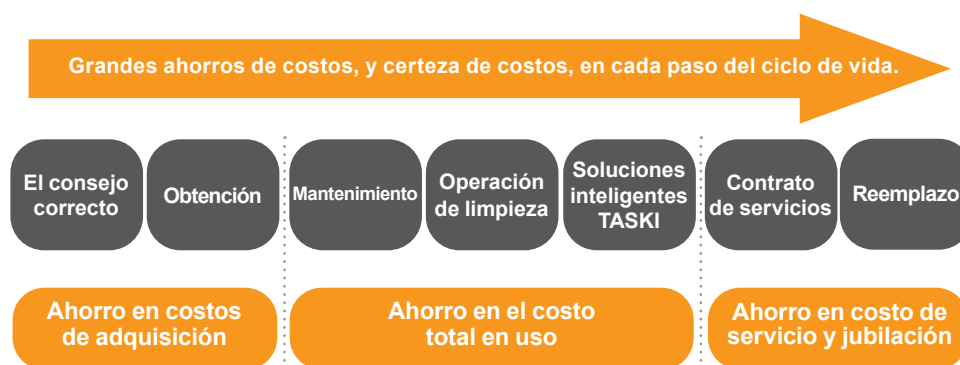 Grandes ahorros de costos, y certeza de costos, en cada paso del ciclo de vida.
El consejo
correcto
Obtención
Mantenimiento
Operación
de limpieza
Soluciones
inteligentes
TASKI
Contrato
de servicios
Reemplazo
Ahorro en costos
de adquisición
Ahorro en el costo
total en uso
Ahorro en costo de
servicio y jubilación